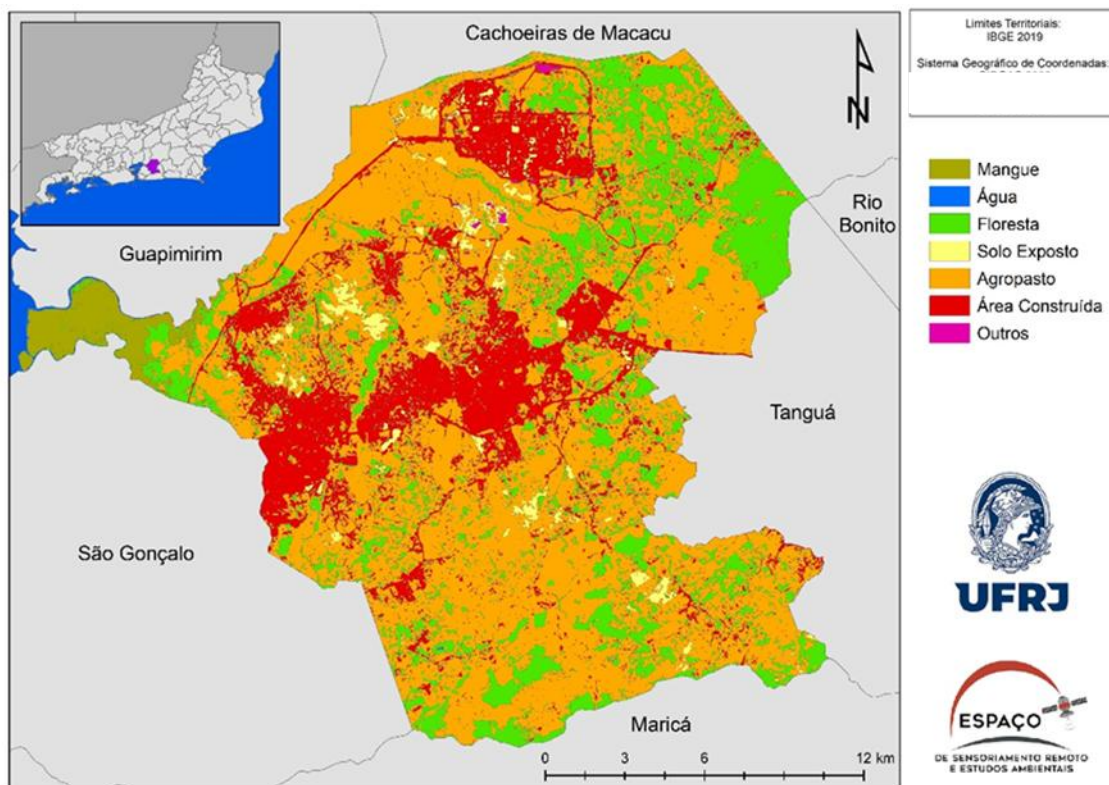 Cachoeiras de Macacu
Rio
Bonito
Guapimirim
Tanguá
São Gonçalo
Maricá
0 3 6 12 km
N
Limites Territoriais:
IBGE 2019
Sistema Geográfico de Coordenadas:
Mangue
Água
Floresta
Solo Exposto
Agropasto
Área Construída
Outros
UFRJ
ESPAÇO
DE SENSORIAMENTO REMOTO
E ESTUDOS AMBIENTAIS